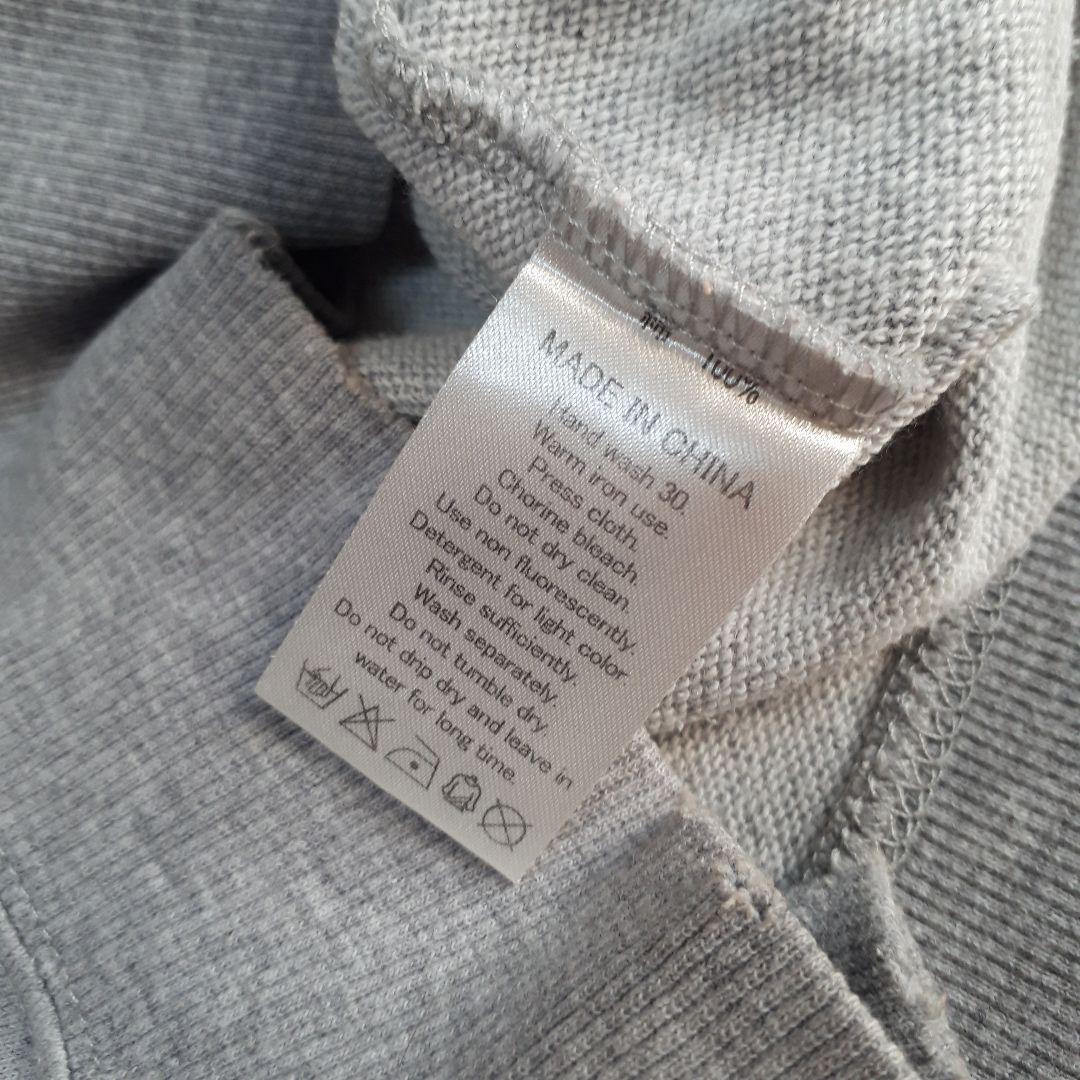 100%
MADE IN CHINA
Hand wash 30.
Warm iron use.
Press cloth.
Chorine bleach.
Do not dry clean.
Use non fluorescently.
Detergent for light color
Rinse sufficiently.
Wash separately.
Do not tumble dry.
Do not drip dry and leave in
water for long time.